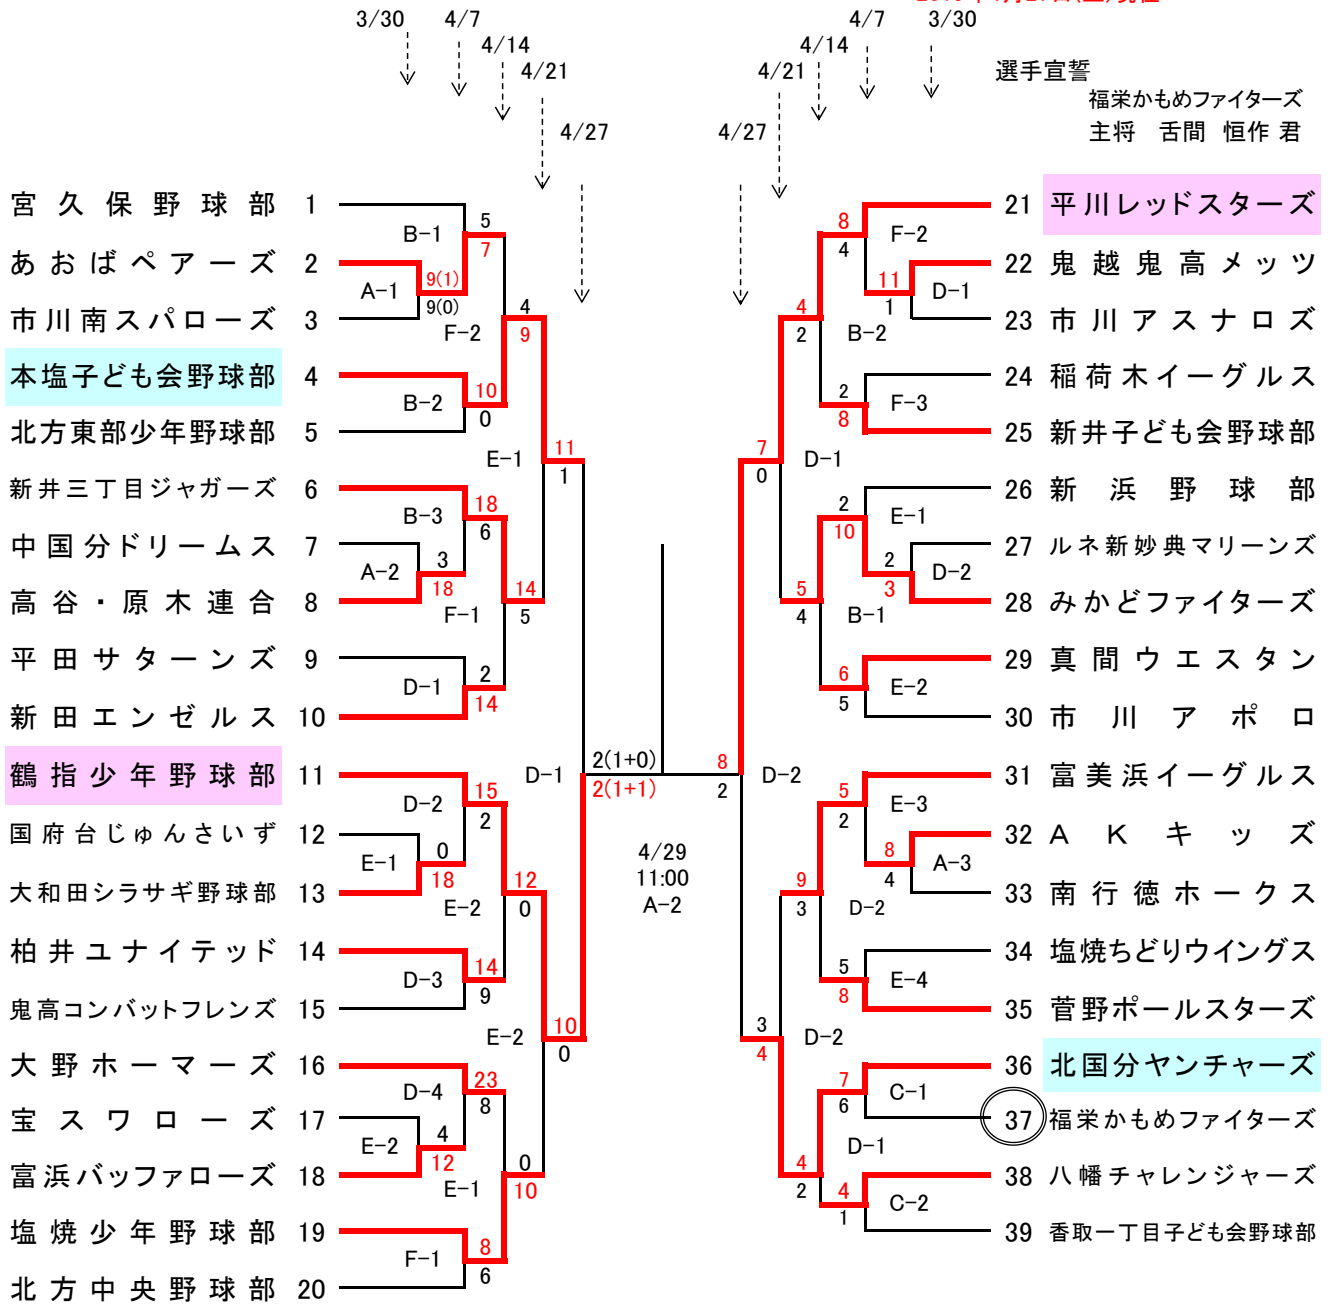 3/30
4/7
4/14
4/21
4/27
4/7
3/30
4/14
4/21
4/27
選手宣誓
福栄かもめファイターズ
主将 舌間 恒作 君
宮久保野球部 1
あおばペアーズ 2
市川南スパローズ 3
本塩子ども会野球部 4
北方東部少年野球部 5
新井三丁目ジャガーズ 6
中国分ドリームス 7
高谷・原木連合 8
平田サターンズ 9
新田エンゼルス 10
鶴指少年野球部 11
国府台じゅんさいず 12
大和田シラサギ野球部 13
柏井ユナイテッド 14
鬼高コンバットフレンズ 15
大野ホーマーズ 16
宝スワローズ 17
富浜バッファローズ 18
塩焼少年野球部 19
北方中央野球部 20
A-1
9(1)
9(0)
A-2
3
18
E-1
0
18
E-2
4
12
B-1
5
7
B-2
10
0
B-3
18
6
D-1
2
14
D-2
15
2
D-3
14
9
D-4
23
8
F-1
8
6
F-2
4
9
F-1
14
5
E-2
12
0
E-1
0
10
E-1
11
1
E-2
10
0
D-1
2(1+0)
2(1+1)
4/29
11:00
A-2
8
2
D-2
7
0
D-1
3
4
D-2
4
2
B-2
5
4
B-1
9
3
D-2
4
2
D-1
8
4
F-2
2
8
F-3
2
10
E-1
6
5
E-2
5
2
E-3
5
8
E-4
7
6
C-1
4
1
C-2
11
1
D-1
2
3
D-2
8
4
A-3
21 平川レッドスターズ
22 鬼越鬼高メッツ
23 市川アスナロズ
24 稲荷木イーグルス
25 新井子ども会野球部
26 新浜野球部
27 ルネ新妙典マリーンズ
28 みかどファイターズ
29 真間ウエスタン
30 市川アポロ
31 富美浜イーグルス
32 AKキッズ
33 南行徳ホークス
34 塩焼ちどりウイングス
35 菅野ポールスターズ
36 北国分ヤンチャーズ
37 福栄かもめファイターズ
38 八幡チャレンジャーズ
39 香取一丁目子ども会野球部